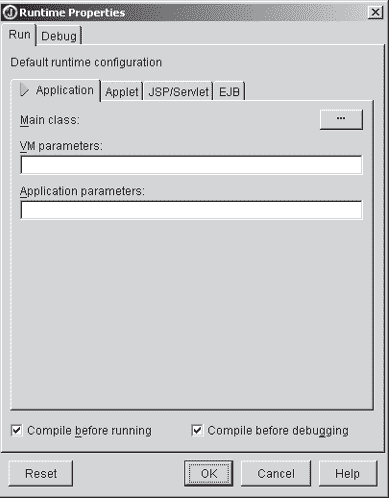 Runtime Properties
Run Debug
Default runtime configuration
Application Applet JSP/Servlet EJB
Main class: ...
VM parameters:
Application parameters:
Compile before running Compile before debugging
Reset OK Cancel Help